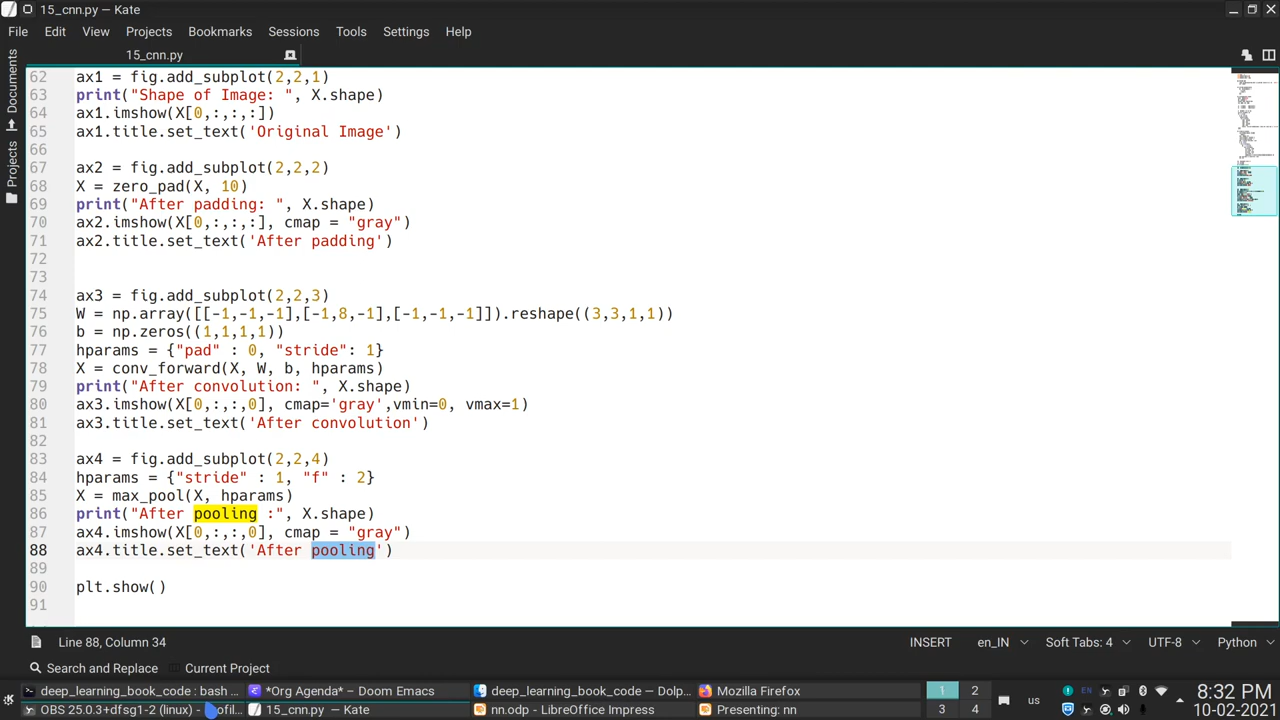 15_cnn.py — Kate
File Edit View Projects Bookmarks Sessions Tools Settings Help
15_cnn.py
Documents
Projects
62 ax1 = fig.add_subplot(2,2,1)
63 print("Shape of Image: ", X.shape)
64 ax1.imshow(X[0,:,:,:])
65 ax1.title.set_text('Original Image')
66
67 ax2 = fig.add_subplot(2,2,2)
68 X = zero_pad(X, 10)
69 print("After padding: ", X.shape)
70 ax2.imshow(X[0,:,:,:], cmap = "gray")
71 ax2.title.set_text('After padding')
72
73
74 ax3 = fig.add_subplot(2,2,3)
75 W = np.array([[-1,-1,-1],[-1,8,-1],[-1,-1,-1]]).reshape((3,3,1,1))
76 b = np.zeros((1,1,1,1))
77 hparams = {"pad" : 0, "stride": 1}
78 X = conv_forward(X, W, b, hparams)
79 print("After convolution: ", X.shape)
80 ax3.imshow(X[0,:,:,0], cmap='gray',vmin=0, vmax=1)
81 ax3.title.set_text('After convolution')
82
83 ax4 = fig.add_subplot(2,2,4)
84 hparams = {"stride" : 1, "f" : 2}
85 X = max_pool(X, hparams)
86 print("After pooling :", X.shape)
87 ax4.imshow(X[0,:,:,0], cmap = "gray")
88 ax4.title.set_text('After pooling')
89
90 plt.show()
91
Line 88, Column 34 INSERT en_IN Soft Tabs: 4 UTF-8 Python
Search and Replace Current Project
deep_learning_book_code : bash ... *Org Agenda* – Doom Emacs deep_learning_book_code — Dolp... Mozilla Firefox 1 2 us 8:32 PM
OBS 25.0.3+dfsg1-2 (linux) - 15_cnn.py — Kate nn.odp - LibreOffice Impress Presenting: nn 3 4 10-02-2021